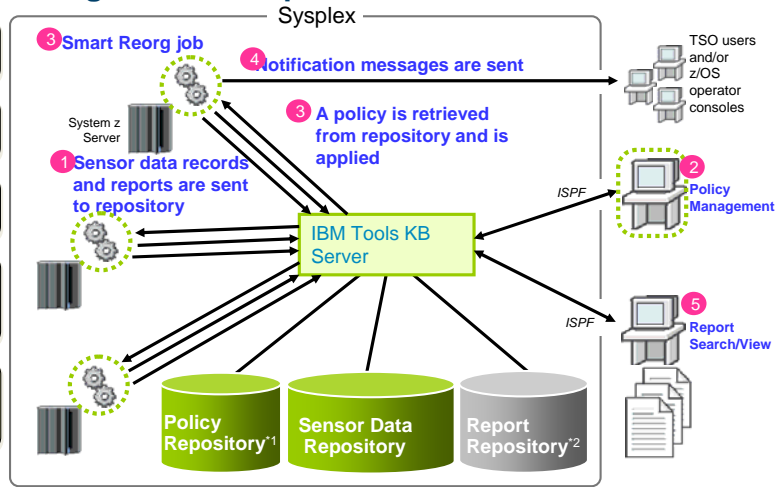 Sysplex
3 Smart Reorg job
4 Notification messages are sent
TSO users
and/or
z/OS
operator
consoles
System z
Server
3 A policy is retrieved
from repository and is
applied
1 Sensor data records
and reports are sent
to repository
ISPF
2
Policy
Management
IBM Tools KB
Server
ISPF
5
Report
Search/View
Policy
Repository*1
Sensor Data
Repository
Report
Repository*2